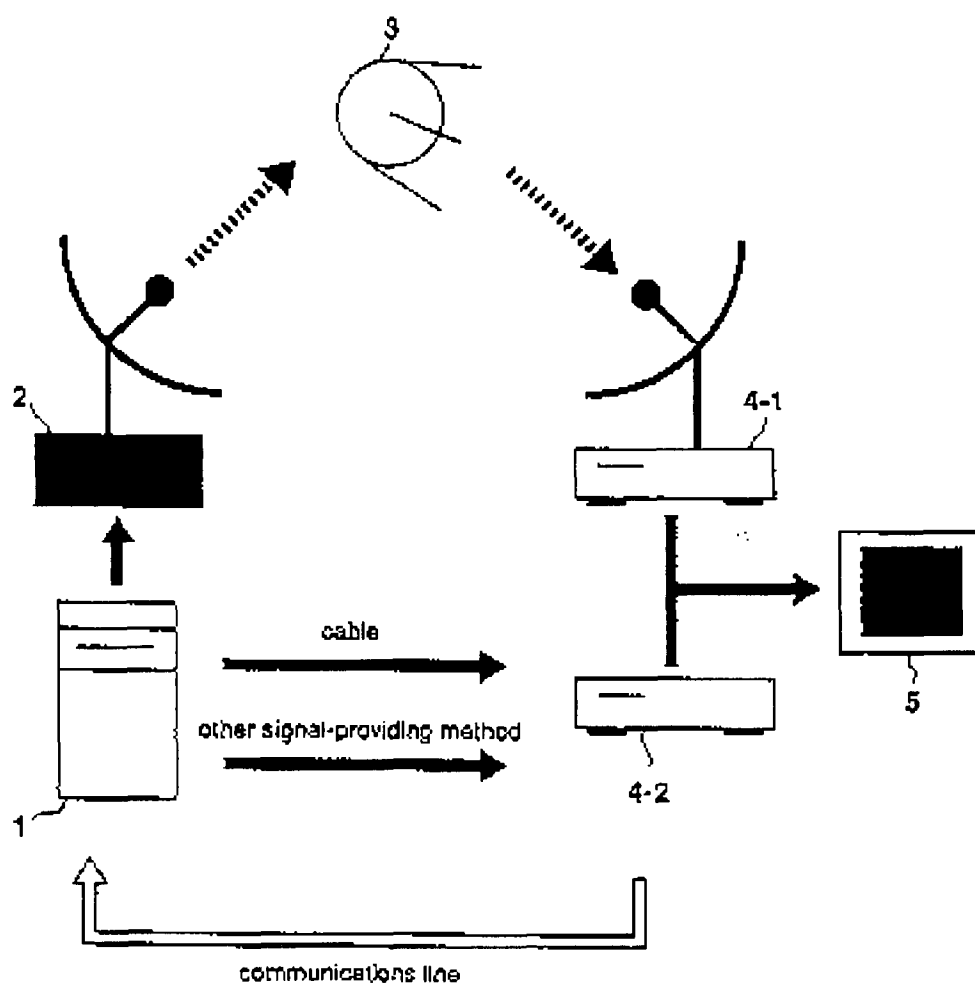 3
2
4-1
cable
5
other signal-providing method
4-2
1
communications line